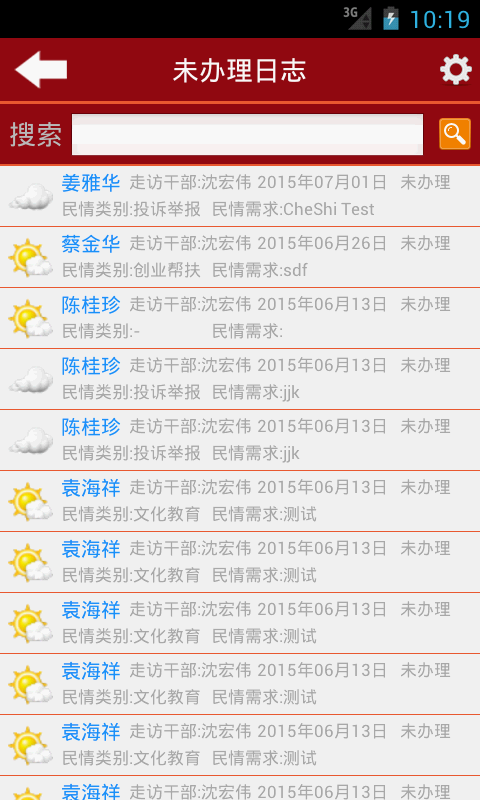 3G 10:19
未办理日志
搜索
姜雅华 走访干部:沈宏伟 2015年07月01日 未办理
民情类别:投诉举报 民情需求:CheShi Test
蔡金华 走访干部:沈宏伟 2015年06月26日 未办理
民情类别:创业帮扶 民情需求:sdf
陈桂珍 走访干部:沈宏伟 2015年06月13日 未办理
民情类别:- 民情需求:
陈桂珍 走访干部:沈宏伟 2015年06月13日 未办理
民情类别:投诉举报 民情需求:jjk
陈桂珍 走访干部:沈宏伟 2015年06月13日 未办理
民情类别:投诉举报 民情需求:jjk
袁海祥 走访干部:沈宏伟 2015年06月13日 未办理
民情类别:文化教育 民情需求:测试
袁海祥 走访干部:沈宏伟 2015年06月13日 未办理
民情类别:文化教育 民情需求:测试
袁海祥 走访干部:沈宏伟 2015年06月13日 未办理
民情类别:文化教育 民情需求:测试
袁海祥 走访干部:沈宏伟 2015年06月13日 未办理
民情类别:文化教育 民情需求:测试
袁海祥 走访干部:沈宏伟 2015年06月13日 未办理
民情类别:文化教育 民情需求:测试
袁海祥 走访干部:沈宏伟 2015年06月13日 未办理